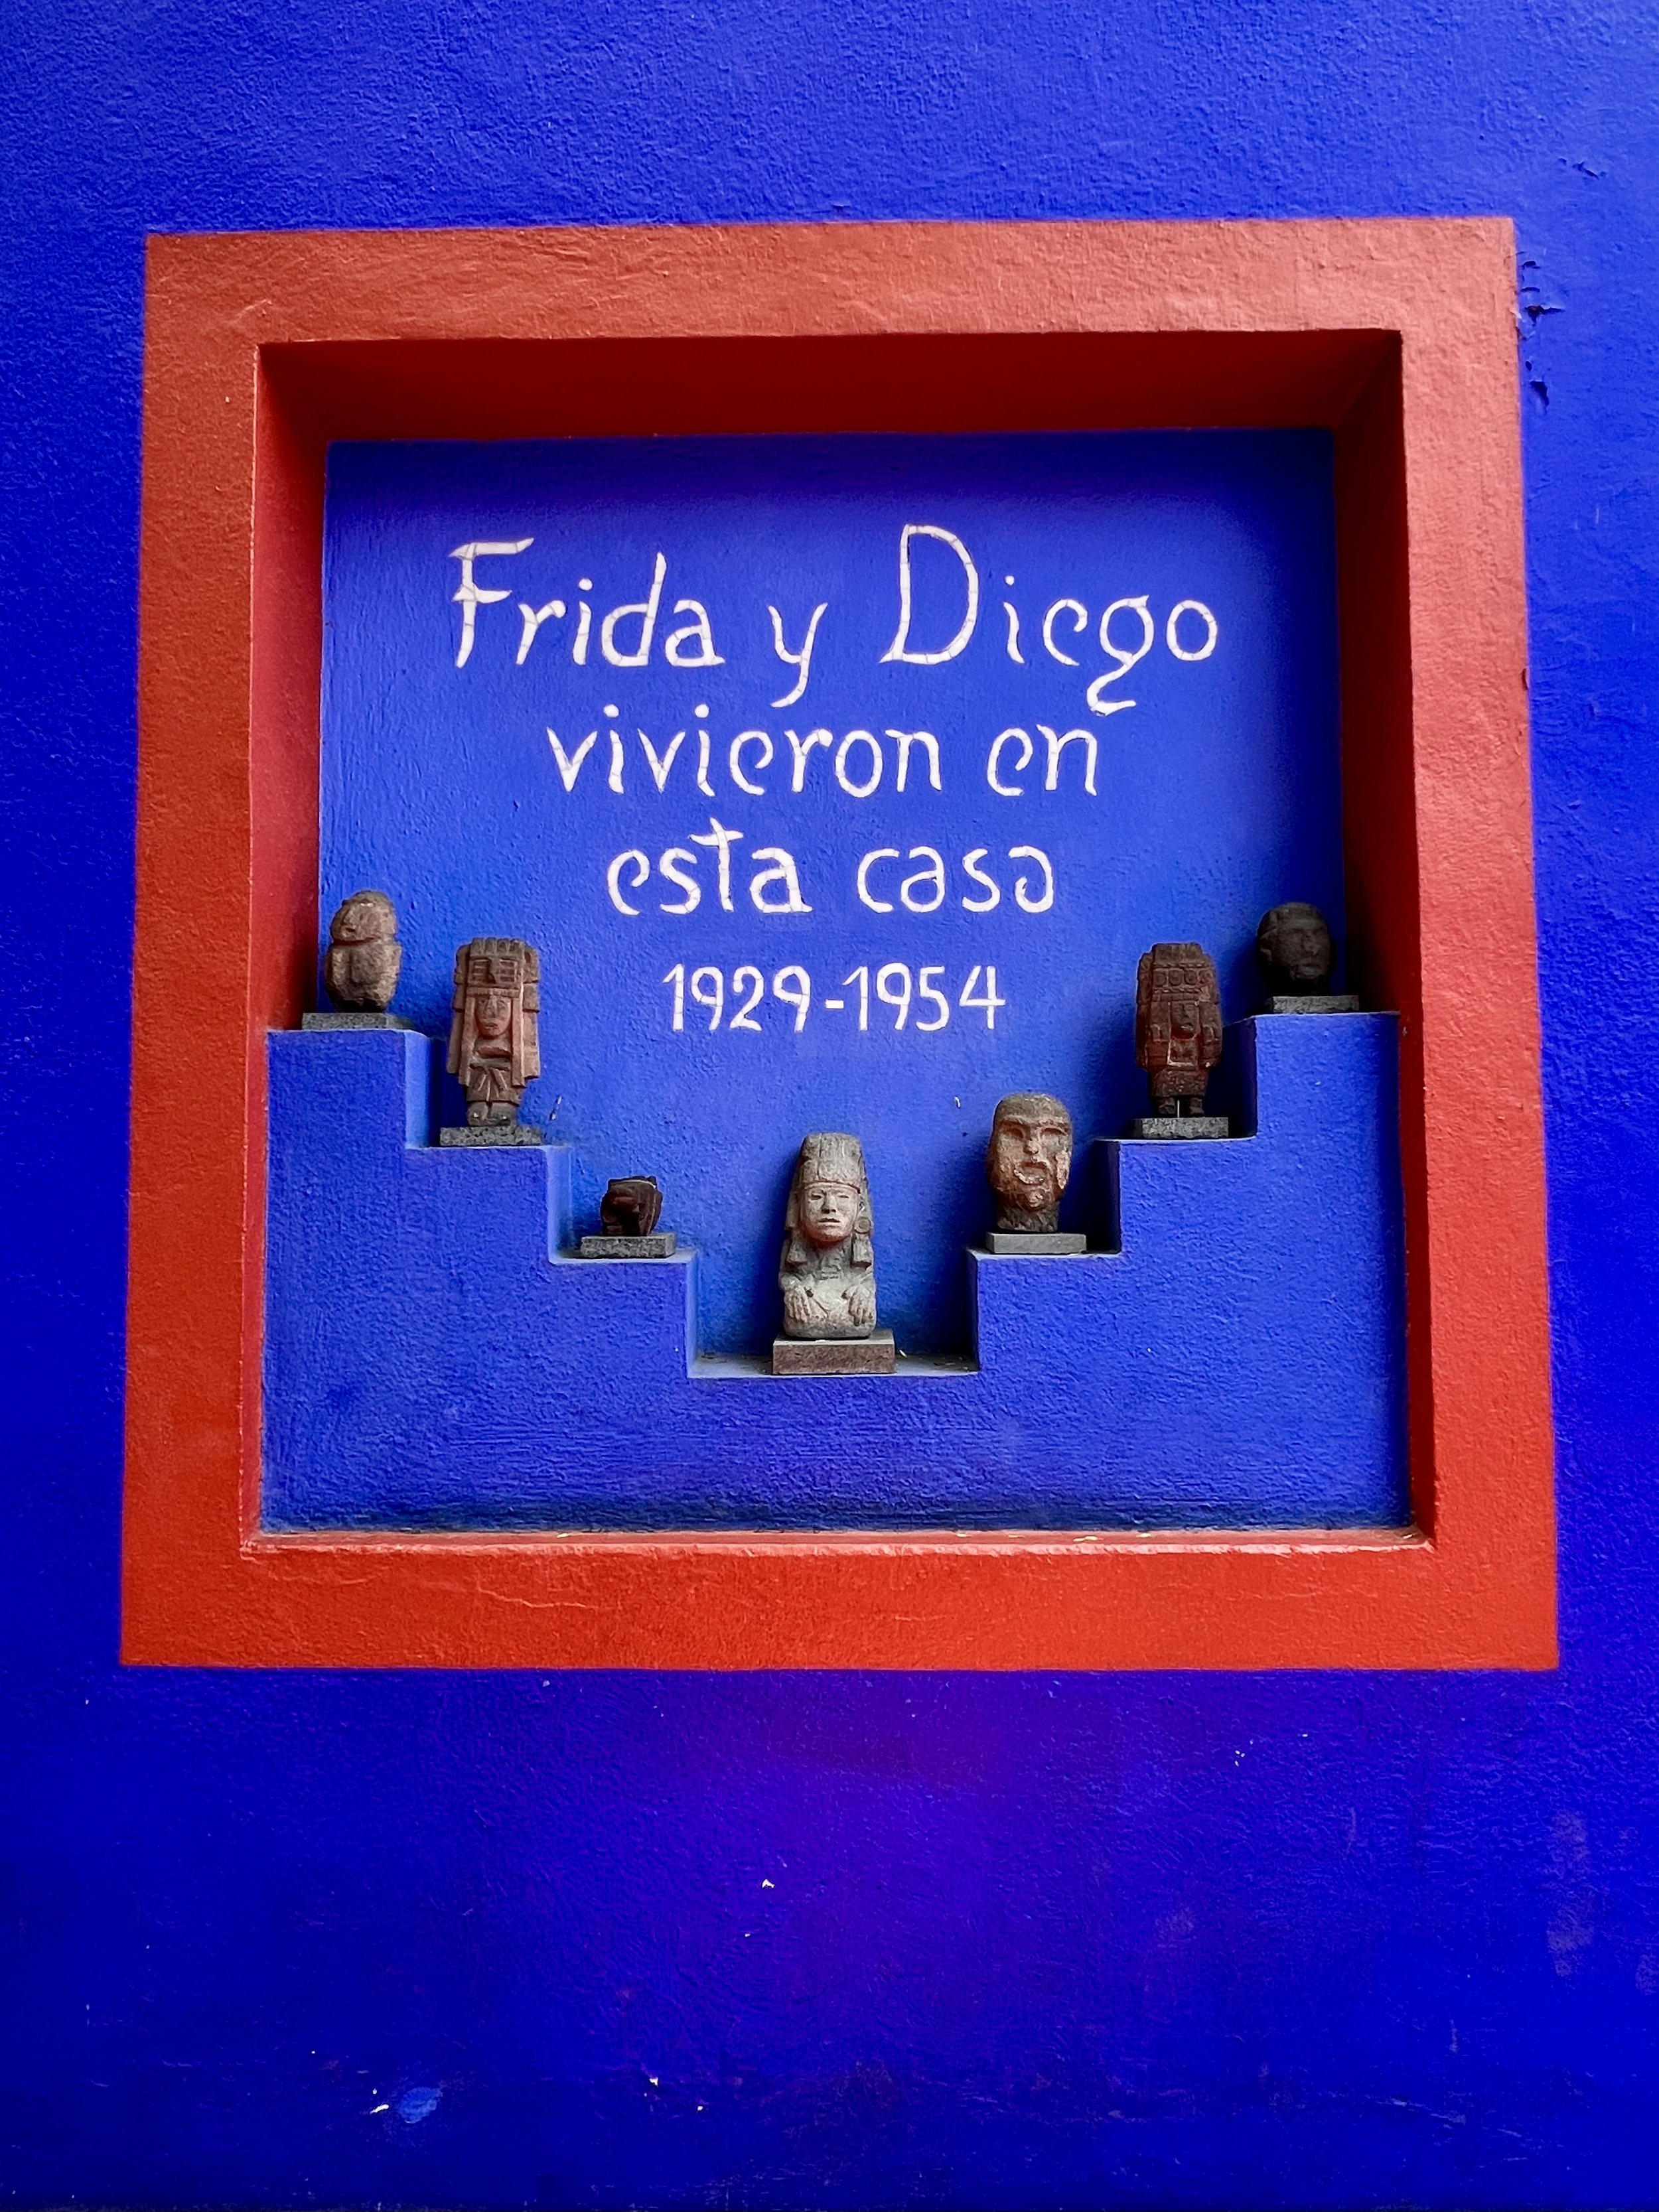 Frida y Diego
vivieron en
esta casa
1929-1954